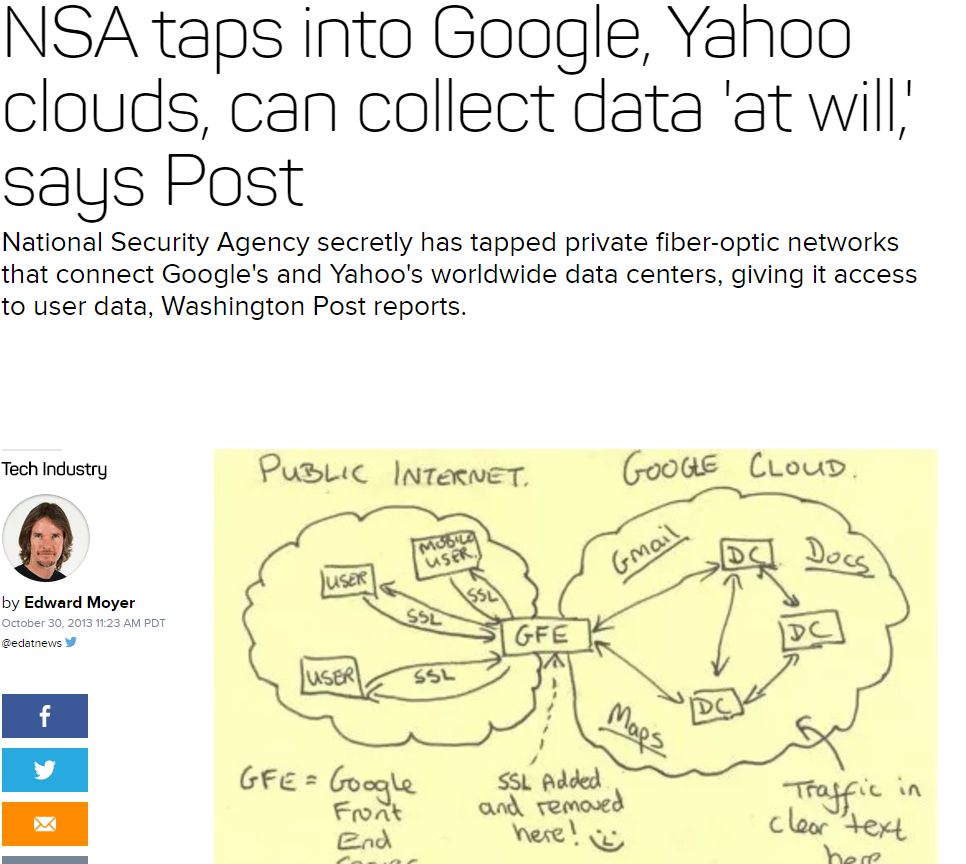 NSA taps into Google, Yahoo
clouds, can collect data 'at will,'
says Post
National Security Agency secretly has tapped private fiber-optic networks
that connect Google's and Yahoo's worldwide data centers, giving it access
to user data, Washington Post reports.
Tech Industry
by Edward Moyer
October 30, 2013 11:23 AM PDT
@edatnews
f
PUBLIC INTERNET.
GOOGLE CLOUD.
MOBILE
USER.
Gmail
DC
Docs
USER
SSL
SSL
GFE
DC
USER
SSL
DC
Maps
GFE = Google
Front
End
SSL Added
and removed
here!
Traffic in
clear text
here